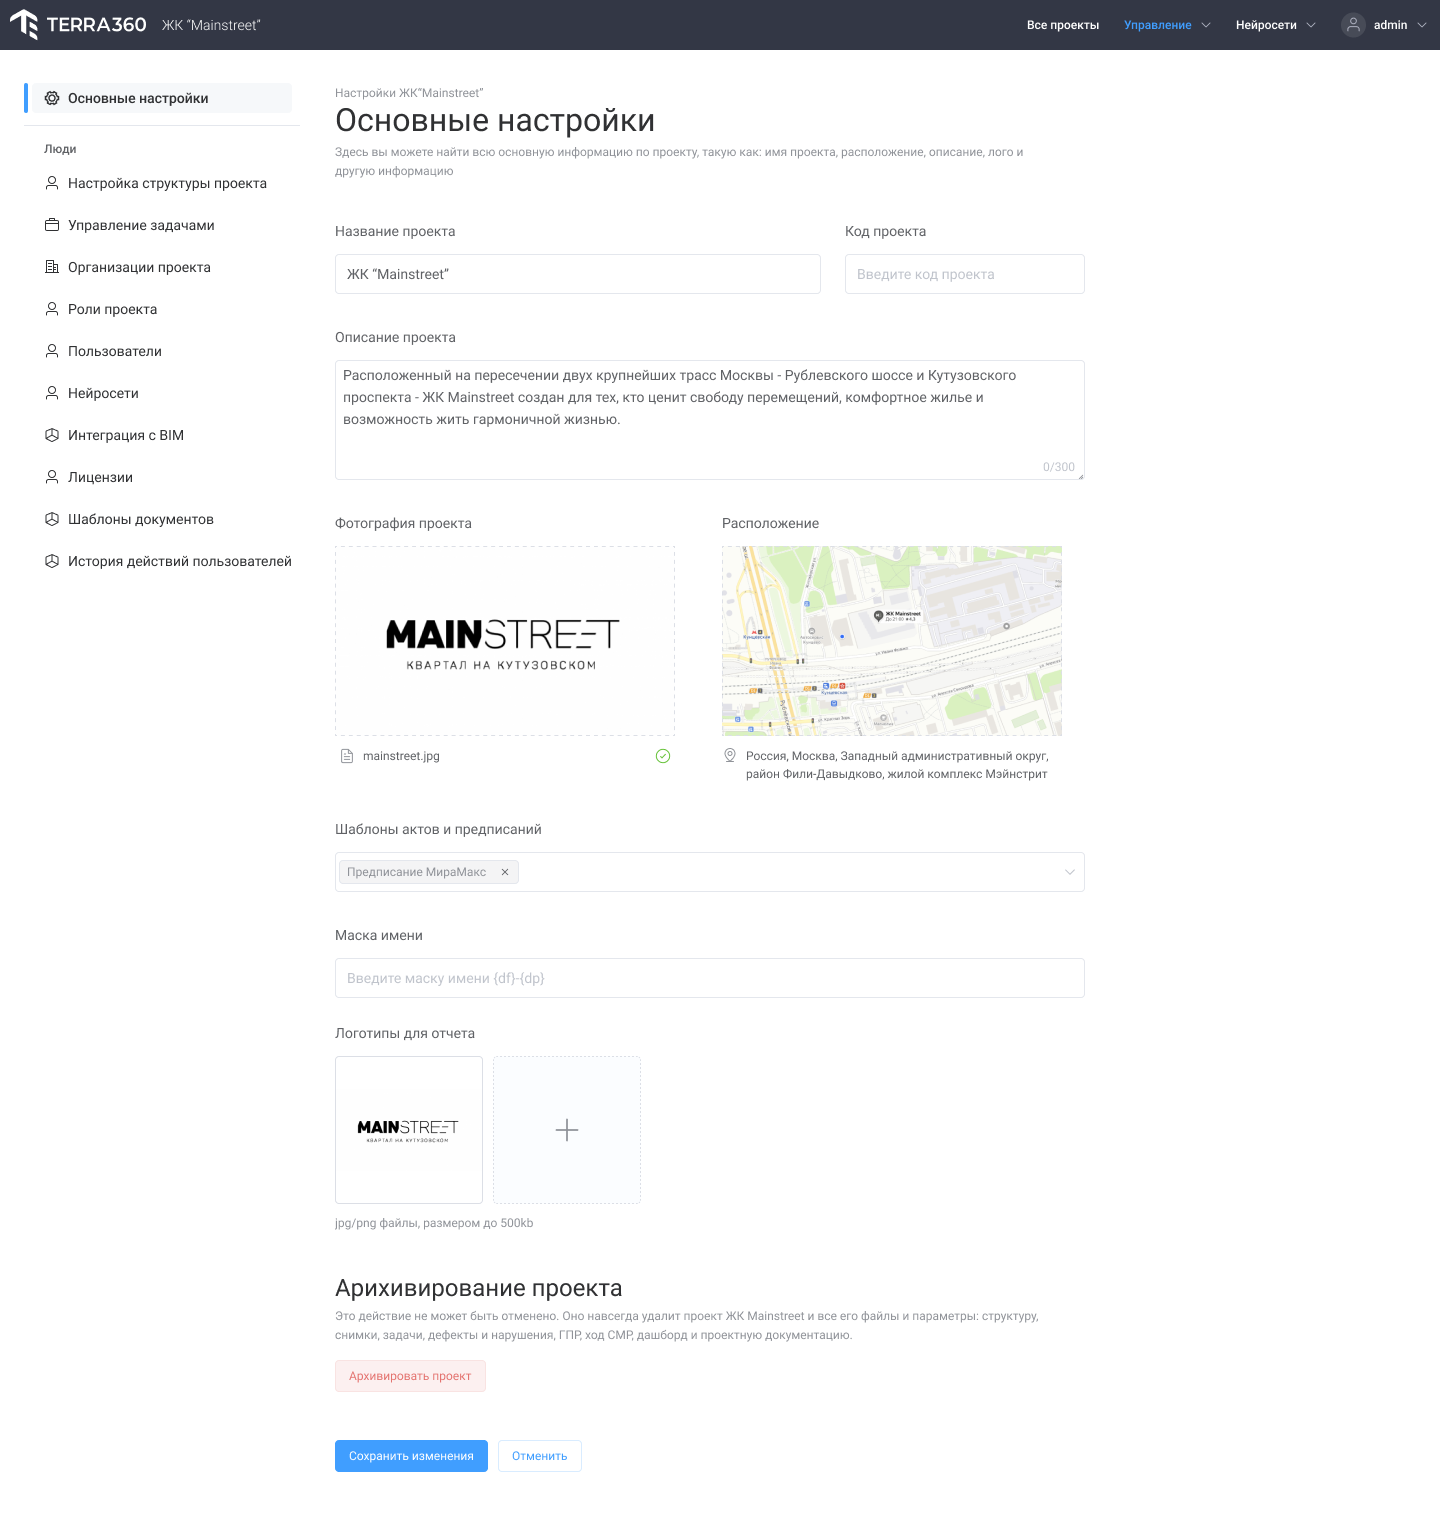 TERRA360 ЖК “Mainstreet”
Все проекты Управление Нейросети admin
Основные настройки
Люди
Настройка структуры проекта
Управление задачами
Организации проекта
Роли проекта
Пользователи
Нейросети
Интеграция с BIM
Лицензии
Шаблоны документов
История действий пользователей
Настройки ЖК“Mainstreet”
Основные настройки
Здесь вы можете найти всю основную информацию по проекту, такую как: имя проекта, расположение, описание, лого и
другую информацию
Название проекта Код проекта
ЖК “Mainstreet” Введите код проекта
Описание проекта
Расположенный на пересечении двух крупнейших трасс Москвы - Рублевского шоссе и Кутузовского
проспекта - ЖК Mainstreet создан для тех, кто ценит свободу перемещений, комфортное жилье и
возможность жить гармоничной жизнью.
0/300
Фотография проекта Расположение
MAINSTREET
КВАРТАЛ НА КУТУЗОВСКОМ
ЖК Mainstreet
Кунцевская
Кунцевская
mainstreet.jpg
Россия, Москва, Западный административный округ,
район Фили-Давыдково, жилой комплекс Мэйнстрит
Шаблоны актов и предписаний
Предписание МираМакс
Маска имени
Введите маску имени {df}-{dp}
Логотипы для отчета
MAINSTREET
КВАРТАЛ НА КУТУЗОВСКОМ
jpg/png файлы, размером до 500kb
Арихивирование проекта
Это действие не может быть отменено. Оно навсегда удалит проект ЖК Mainstreet и все его файлы и параметры: структуру,
снимки, задачи, дефекты и нарушения, ГПР, ход СМР, дашборд и проектную документацию.
Архивировать проект
Сохранить изменения Отменить